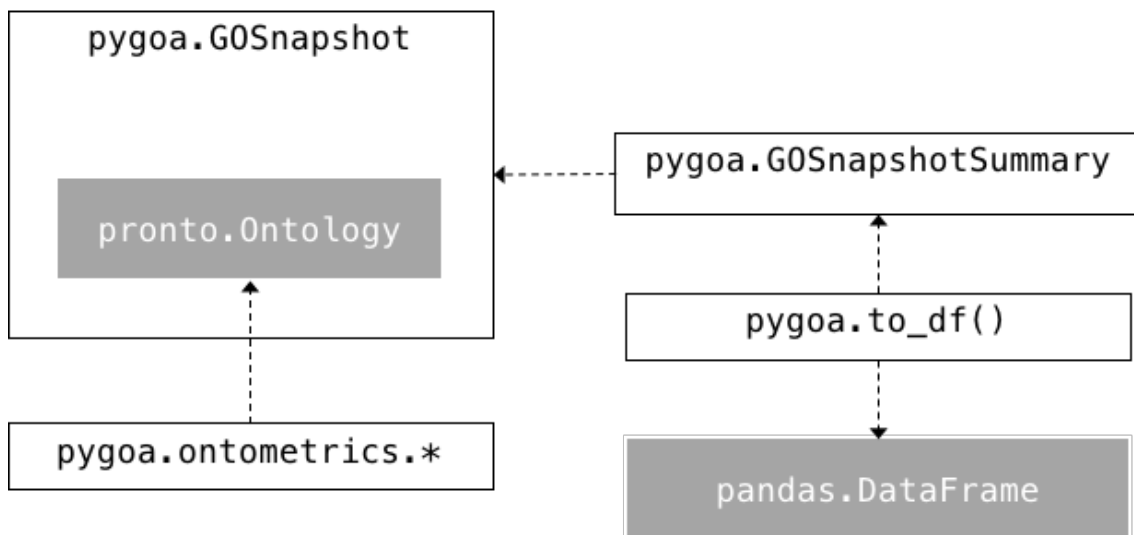 pygoa.GOSnapshot
pronto.Ontology
pygoa.ontometrics.*
pygoa.GOSnapshotSummary
pygoa.to_df()
pandas.DataFrame